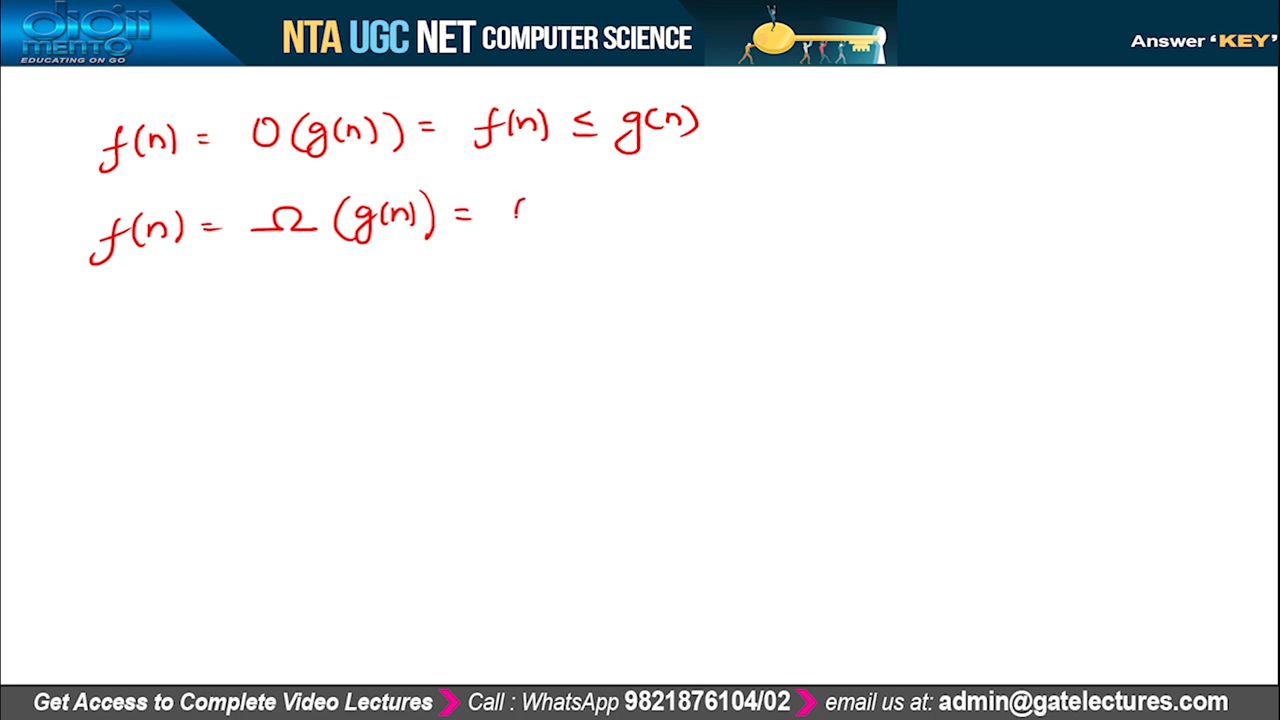 didii
MENTO
EDUCATING ON GO
NTA UGC NET COMPUTER SCIENCE
Answer ‘KEY’
f(n) = O(g(n)) = f(n) ≤ g(n)
f(n) = Ω (g(n)) =
Get Access to Complete Video Lectures Call : WhatsApp 9821876104/02 email us at: admin@gatelectures.com